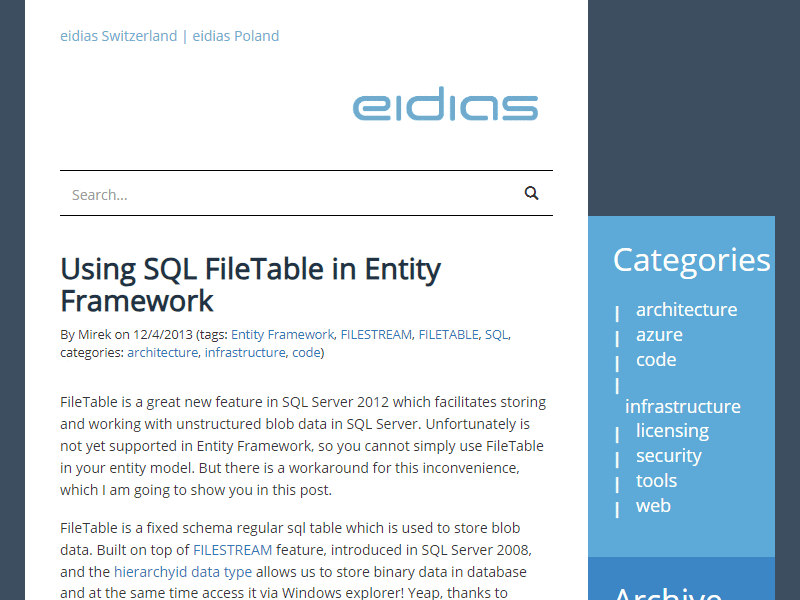 eidias Switzerland | eidias Poland
eidias
Search...
Using SQL FileTable in Entity
Framework
By Mirek on 12/4/2013 (tags: Entity Framework, FILESTREAM, FILETABLE, SQL,
categories: architecture, infrastructure, code)
FileTable is a great new feature in SQL Server 2012 which facilitates storing
and working with unstructured blob data in SQL Server. Unfortunately is
not yet supported in Entity Framework, so you cannot simply use FileTable
in your entity model. But there is a workaround for this inconvenience,
which I am going to show you in this post.
FileTable is a fixed schema regular sql table which is used to store blob
data. Built on top of FILESTREAM feature, introduced in SQL Server 2008,
and the hierarchyid data type allows us to store binary data in database
and at the same time access it via Windows explorer! Yeap, thanks to
Categories
| architecture
| azure
| code
|
infrastructure
| licensing
| security
| tools
| web
Archive